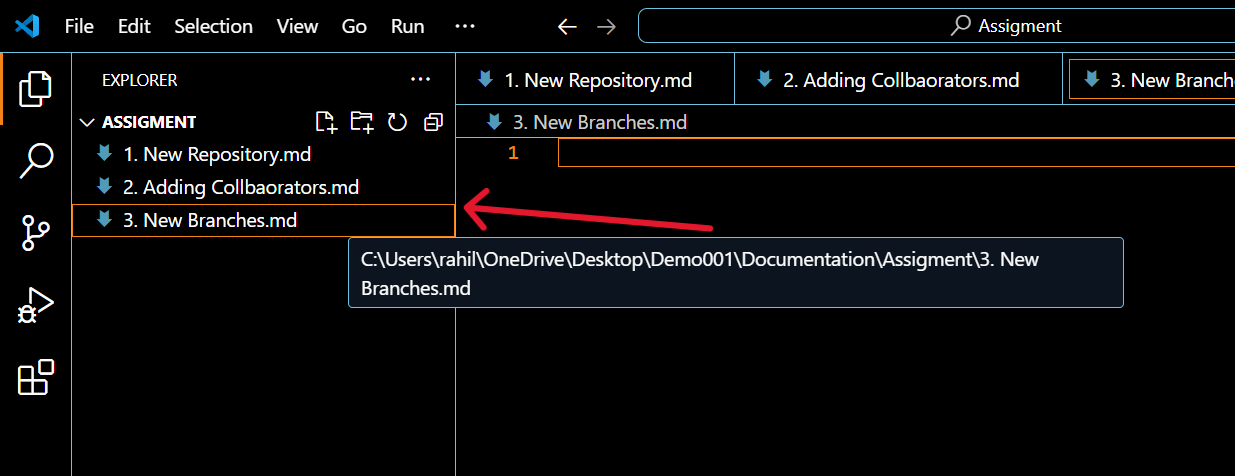 File Edit Selection View Go Run ··· Assigment
EXPLORER ···
ASSIGMENT
1. New Repository.md
2. Adding Collbaorators.md
3. New Branches.md
1. New Repository.md 2. Adding Collbaorators.md 3. New Branche
3. New Branches.md
1
C:\Users\rahil\OneDrive\Desktop\Demo001\Documentation\Assigment\3. New
Branches.md